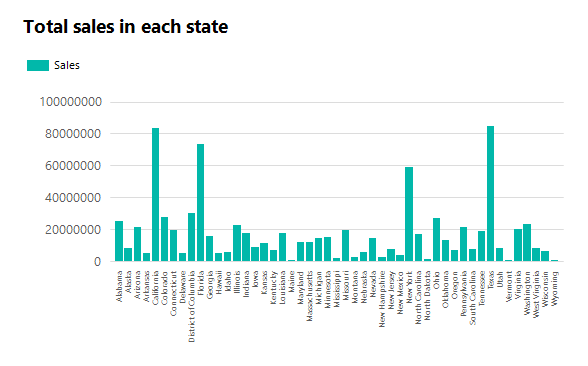 Total sales in each state
Sales
100000000
80000000
60000000
40000000
20000000
0
Alabama
Alaska
Arizona
Arkansas
California
Colorado
Connecticut
Delaware
District of Columbia
Florida
Georgia
Hawaii
Idaho
Illinois
Indiana
Iowa
Kansas
Kentucky
Louisiana
Maine
Maryland
Massachusetts
Michigan
Minnesota
Mississippi
Missouri
Montana
Nebraska
Nevada
New Hampshire
New Jersey
New Mexico
New York
North Carolina
North Dakota
Ohio
Oklahoma
Oregon
Pennsylvania
South Carolina
Tennessee
Texas
Utah
Vermont
Virginia
Washington
West Virginia
Wisconsin
Wyoming